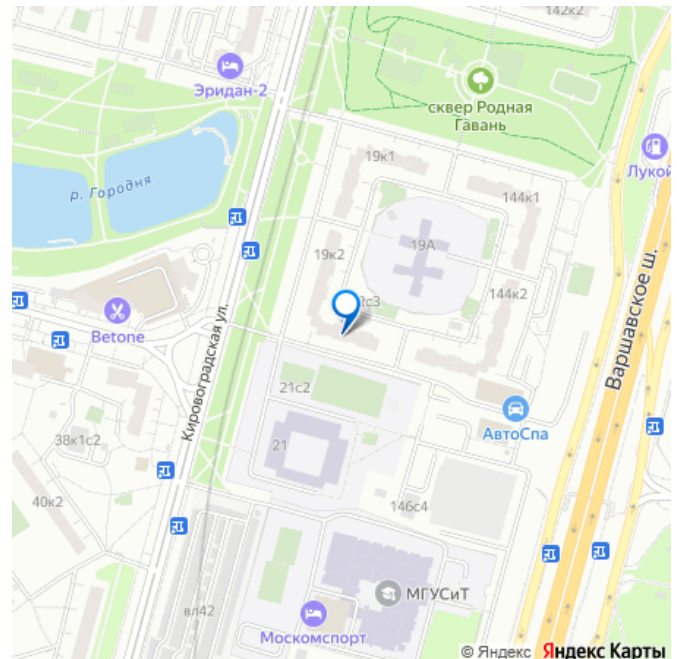 142к2
Эридан-2
сквер Родная
Гавань
Лукой
19к1
144к1
р. Городня
19к2
19А
2с3
144к2
Варшавское ш.
Betone
Кировоградская ул.
21с2
АвтоСпа
38к1с2
21
40к2
146с4
вл42
МГУСиТ
Москомспорт
© Яндекс Яндекс Карты